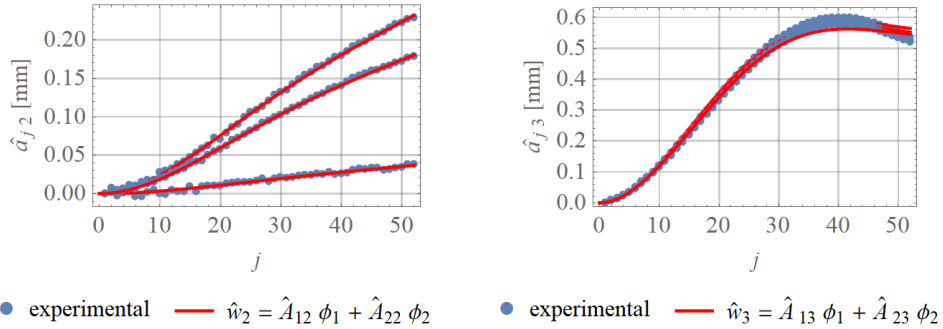 â_{j 2} [mm]
0.20
0.15
0.10
0.05
0.00
0 10 20 30 40 50
j
experimental ŵ₂ = Â₁₂ ϕ₁ + Â₂₂ ϕ₂
â_{j 3} [mm]
0.6
0.5
0.4
0.3
0.2
0.1
0.0
0 10 20 30 40 50
j
experimental ŵ₃ = Â₁₃ ϕ₁ + Â₂₃ ϕ₂